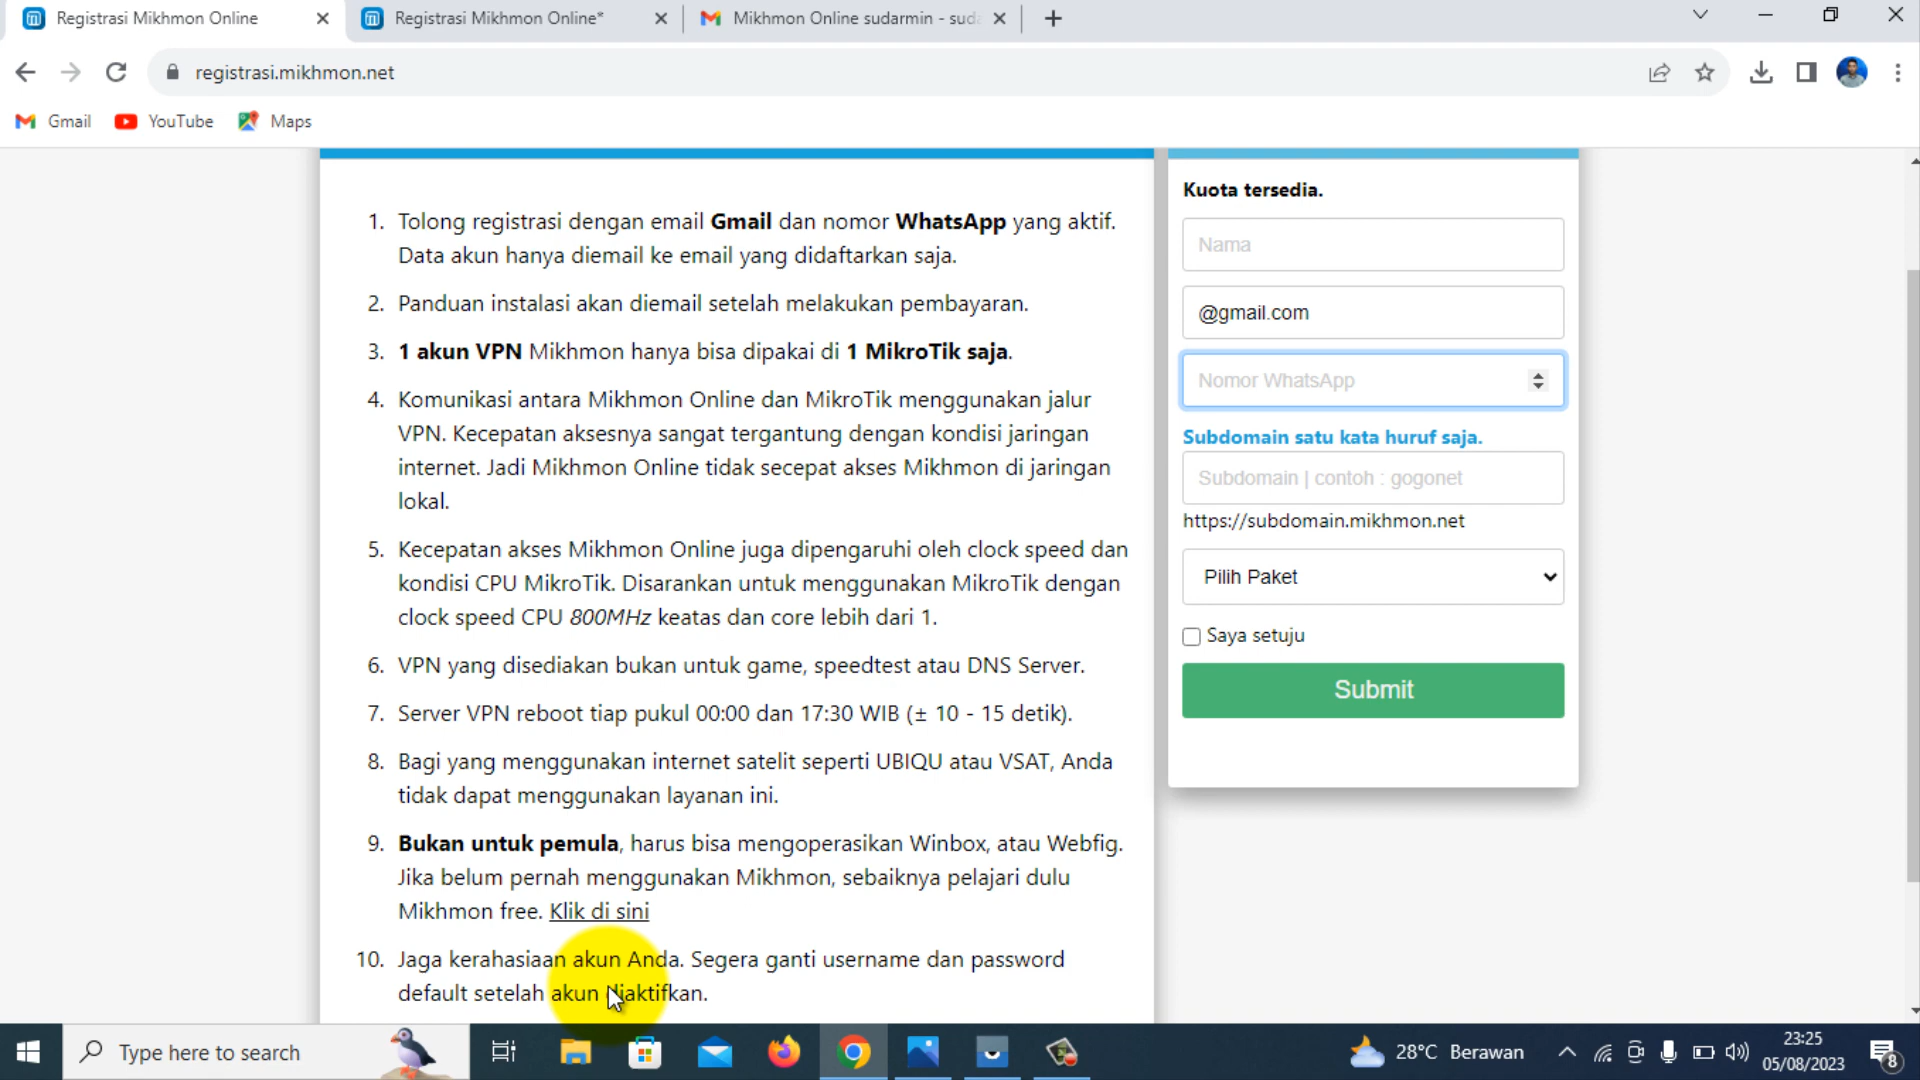 Registrasi Mikhmon Online
Registrasi Mikhmon Online*
Mikhmon Online sudarmin - suda
registrasi.mikhmon.net
Gmail
YouTube
Maps
1. Tolong registrasi dengan email Gmail dan nomor WhatsApp yang aktif.
Data akun hanya diemail ke email yang didaftarkan saja.
2. Panduan instalasi akan diemail setelah melakukan pembayaran.
3. 1 akun VPN Mikhmon hanya bisa dipakai di 1 MikroTik saja.
4. Komunikasi antara Mikhmon Online dan MikroTik menggunakan jalur
VPN. Kecepatan aksesnya sangat tergantung dengan kondisi jaringan
internet. Jadi Mikhmon Online tidak secepat akses Mikhmon di jaringan
lokal.
5. Kecepatan akses Mikhmon Online juga dipengaruhi oleh clock speed dan
kondisi CPU MikroTik. Disarankan untuk menggunakan MikroTik dengan
clock speed CPU 800MHz keatas dan core lebih dari 1.
6. VPN yang disediakan bukan untuk game, speedtest atau DNS Server.
7. Server VPN reboot tiap pukul 00:00 dan 17:30 WIB (± 10 - 15 detik).
8. Bagi yang menggunakan internet satelit seperti UBIQU atau VSAT, Anda
tidak dapat menggunakan layanan ini.
9. Bukan untuk pemula, harus bisa mengoperasikan Winbox, atau Webfig.
Jika belum pernah menggunakan Mikhmon, sebaiknya pelajari dulu
Mikhmon free. Klik di sini
10. Jaga kerahasiaan akun Anda. Segera ganti username dan password
default setelah akun diaktifkan.
Kuota tersedia.
Nama
@gmail.com
Nomor WhatsApp
Subdomain satu kata huruf saja.
Subdomain | contoh : gogonet
https://subdomain.mikhmon.net
Pilih Paket
Saya setuju
Submit
Type here to search
28°C Berawan
23:25
05/08/2023
8